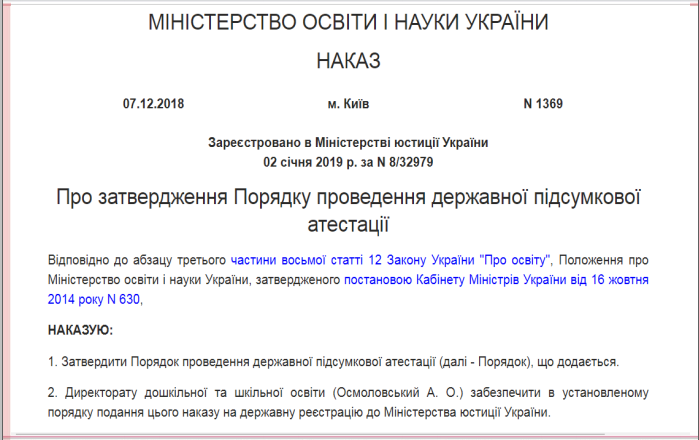 МІНІСТЕРСТВО ОСВІТИ І НАУКИ УКРАЇНИ
НАКАЗ
07.12.2018 м. Київ N 1369
Зареєстровано в Міністерстві юстиції України
02 січня 2019 р. за N 8/32979
Про затвердження Порядку проведення державної підсумкової
атестації
Відповідно до абзацу третього частини восьмої статті 12 Закону України "Про освіту", Положення про
Міністерство освіти і науки України, затвердженого постановою Кабінету Міністрів України від 16 жовтня
2014 року N 630,
НАКАЗУЮ:
1. Затвердити Порядок проведення державної підсумкової атестації (далі - Порядок), що додається.
2. Директорату дошкільної та шкільної освіти (Осмоловський А. О.) забезпечити в установленому
порядку подання цього наказу на державну реєстрацію до Міністерства юстиції України.